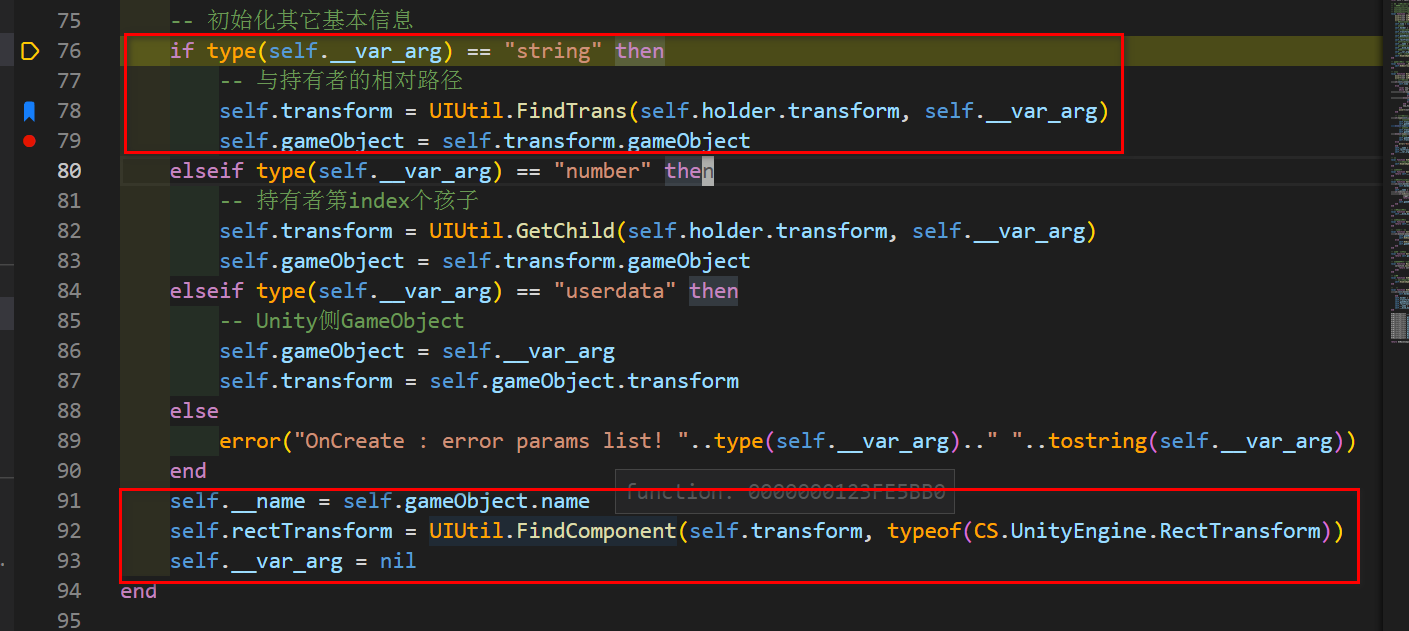 75 -- 初始化其它基本信息
76 if type(self.__var_arg) == "string" then
77 -- 与持有者的相对路径
78 self.transform = UIUtil.FindTrans(self.holder.transform, self.__var_arg)
79 self.gameObject = self.transform.gameObject
80 elseif type(self.__var_arg) == "number" then
81 -- 持有者第index个孩子
82 self.transform = UIUtil.GetChild(self.holder.transform, self.__var_arg)
83 self.gameObject = self.transform.gameObject
84 elseif type(self.__var_arg) == "userdata" then
85 -- Unity侧GameObject
86 self.gameObject = self.__var_arg
87 self.transform = self.gameObject.transform
88 else
89 error("OnCreate : error params list! "..type(self.__var_arg).." "..tostring(self.__var_arg))
90 end
function: 0000000123FE5BB0
91 self.__name = self.gameObject.name
92 self.rectTransform = UIUtil.FindComponent(self.transform, typeof(CS.UnityEngine.RectTransform))
93 self.__var_arg = nil
94 end
95